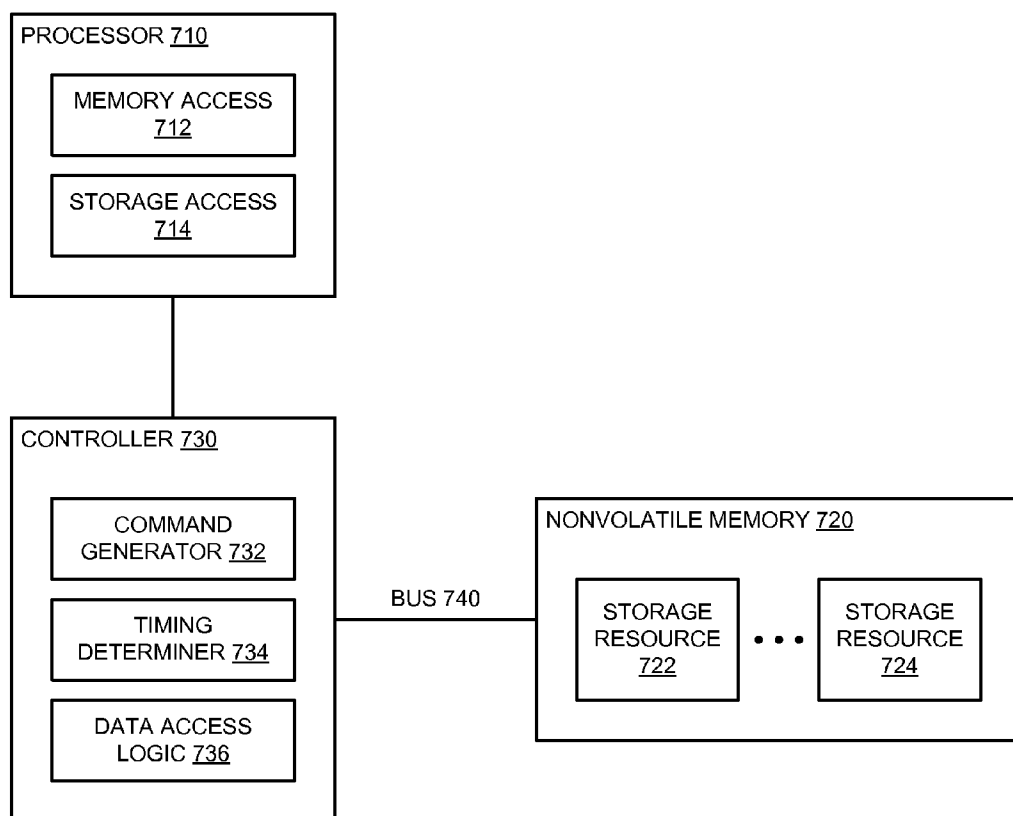 PROCESSOR 710
MEMORY ACCESS
712
STORAGE ACCESS
714
CONTROLLER 730
COMMAND
GENERATOR 732
TIMING
DETERMINER 734
DATA ACCESS
LOGIC 736
BUS 740
NONVOLATILE MEMORY 720
STORAGE
RESOURCE
722
STORAGE
RESOURCE
724